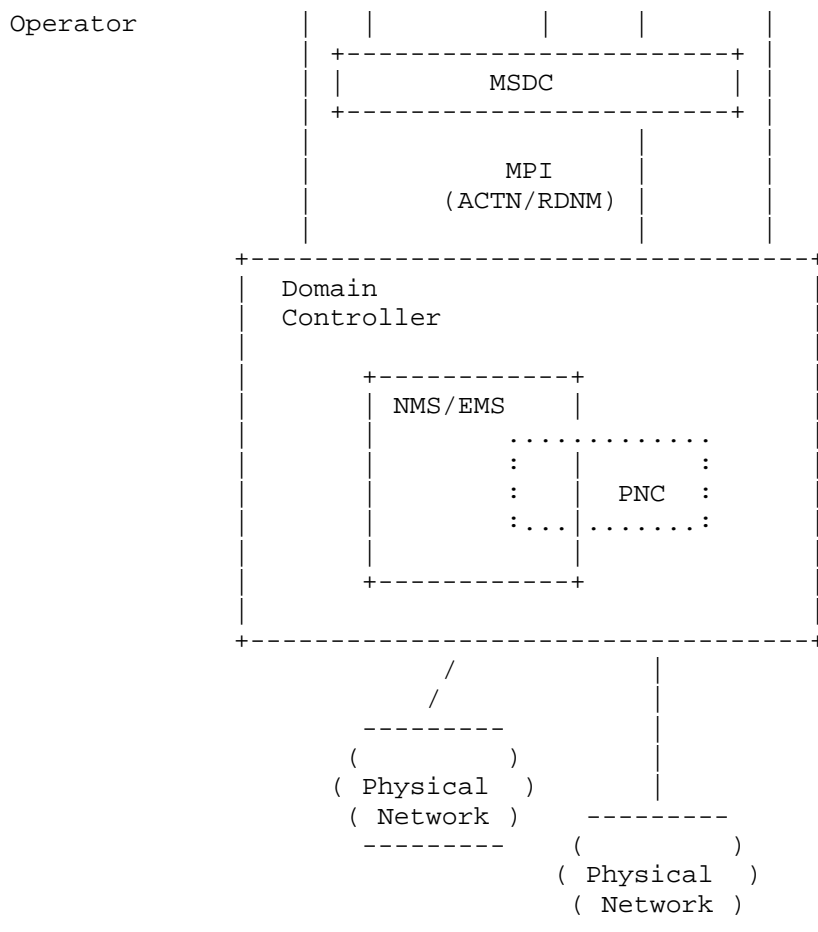 Operator
MSDC
MPI
(ACTN/RDNM)
Domain
Controller
NMS/EMS
PNC
( Physical )
( Network )
( Physical )
( Network )